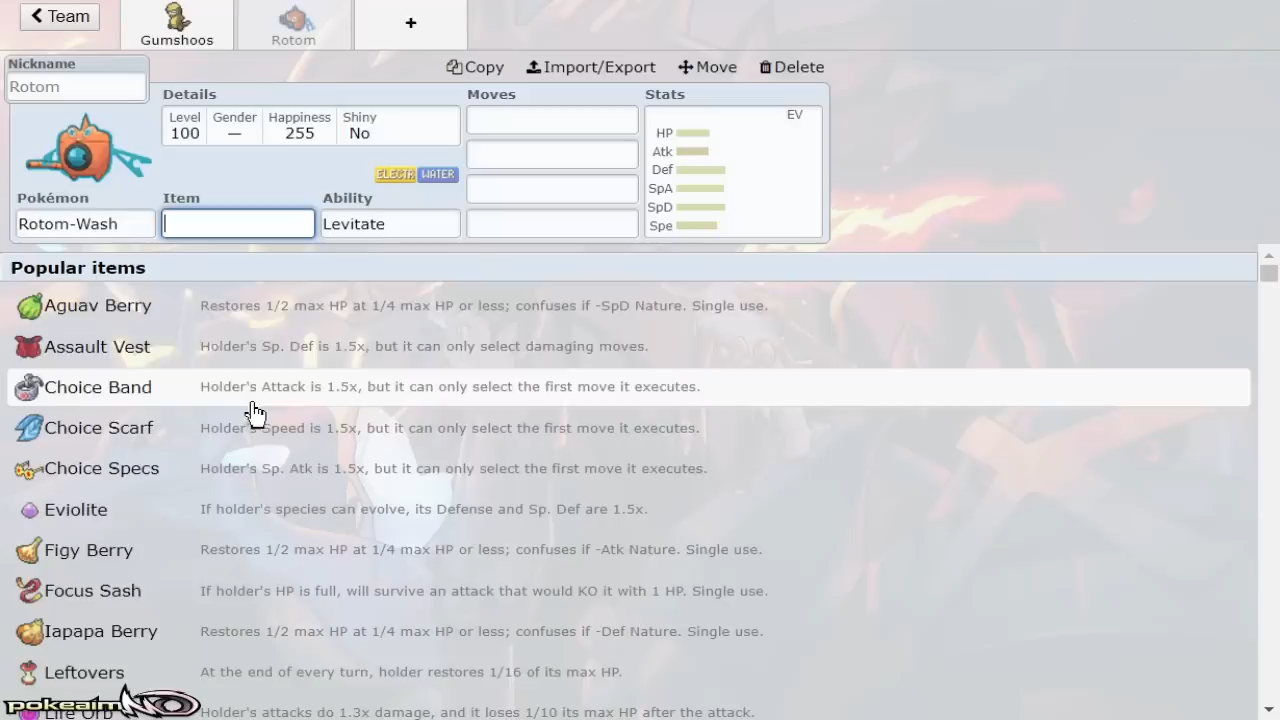 Team
Gumshoos
Rotom
+
Nickname
Rotom
Copy
Import/Export
Move
Delete
Details
Moves
Stats
Level
Gender
Happiness
Shiny
100
—
255
No
EV
HP
Atk
Def
SpA
SpD
Spe
ELECTR
WATER
Pokémon
Item
Ability
Rotom-Wash
Levitate
Popular items
Aguav Berry Restores 1/2 max HP at 1/4 max HP or less; confuses if -SpD Nature. Single use.
Assault Vest Holder's Sp. Def is 1.5x, but it can only select damaging moves.
Choice Band Holder's Attack is 1.5x, but it can only select the first move it executes.
Choice Scarf Holder's Speed is 1.5x, but it can only select the first move it executes.
Choice Specs Holder's Sp. Atk is 1.5x, but it can only select the first move it executes.
Eviolite If holder's species can evolve, its Defense and Sp. Def are 1.5x.
Figy Berry Restores 1/2 max HP at 1/4 max HP or less; confuses if -Atk Nature. Single use.
Focus Sash If holder's HP is full, will survive an attack that would KO it with 1 HP. Single use.
Iapapa Berry Restores 1/2 max HP at 1/4 max HP or less; confuses if -Def Nature. Single use.
Leftovers At the end of every turn, holder restores 1/16 of its max HP.
Life Orb Holder's attacks do 1.3x damage, and it loses 1/10 its max HP after the attack.
pokeaim